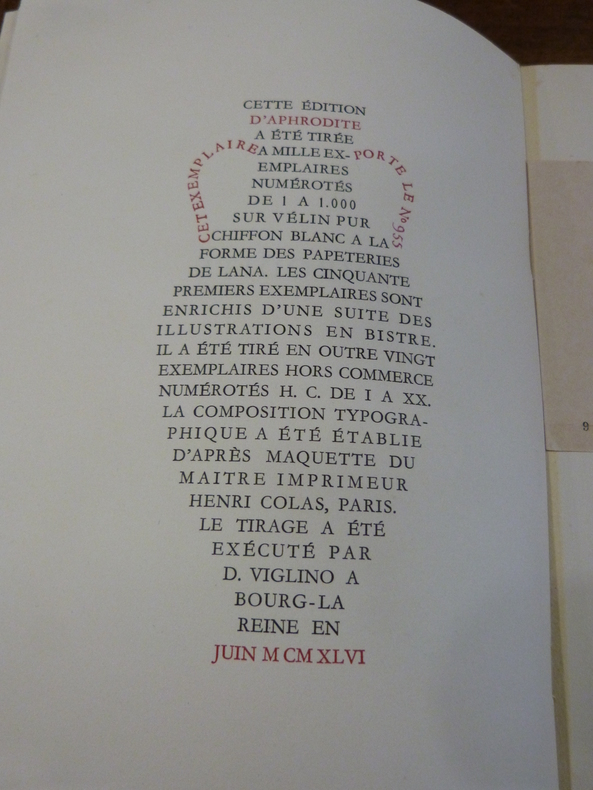 CETTE ÉDITION
D'APHRODITE
A ÉTÉ TIRÉE
A MILLE EX-
EMPLAIRES
NUMÉROTÉS
DE I A 1.000
SUR VÉLIN PUR
CHIFFON BLANC A LA
FORME DES PAPETERIES
DE LANA. LES CINQUANTE
PREMIERS EXEMPLAIRES SONT
ENRICHIS D'UNE SUITE DES
ILLUSTRATIONS EN BISTRE.
IL A ÉTÉ TIRÉ EN OUTRE VINGT
EXEMPLAIRES HORS COMMERCE
NUMÉROTÉS H. C. DE I A XX.
LA COMPOSITION TYPOGRA-
PHIQUE A ÉTÉ ÉTABLIE
D'APRÈS MAQUETTE DU
MAITRE IMPRIMEUR
HENRI COLAS, PARIS.
LE TIRAGE A ÉTÉ
EXÉCUTÉ PAR
D. VIGLINO A
BOURG-LA
REINE EN
JUIN M CM XLVI
CET EXEMPLAIRE
PORTE LE No 955
9